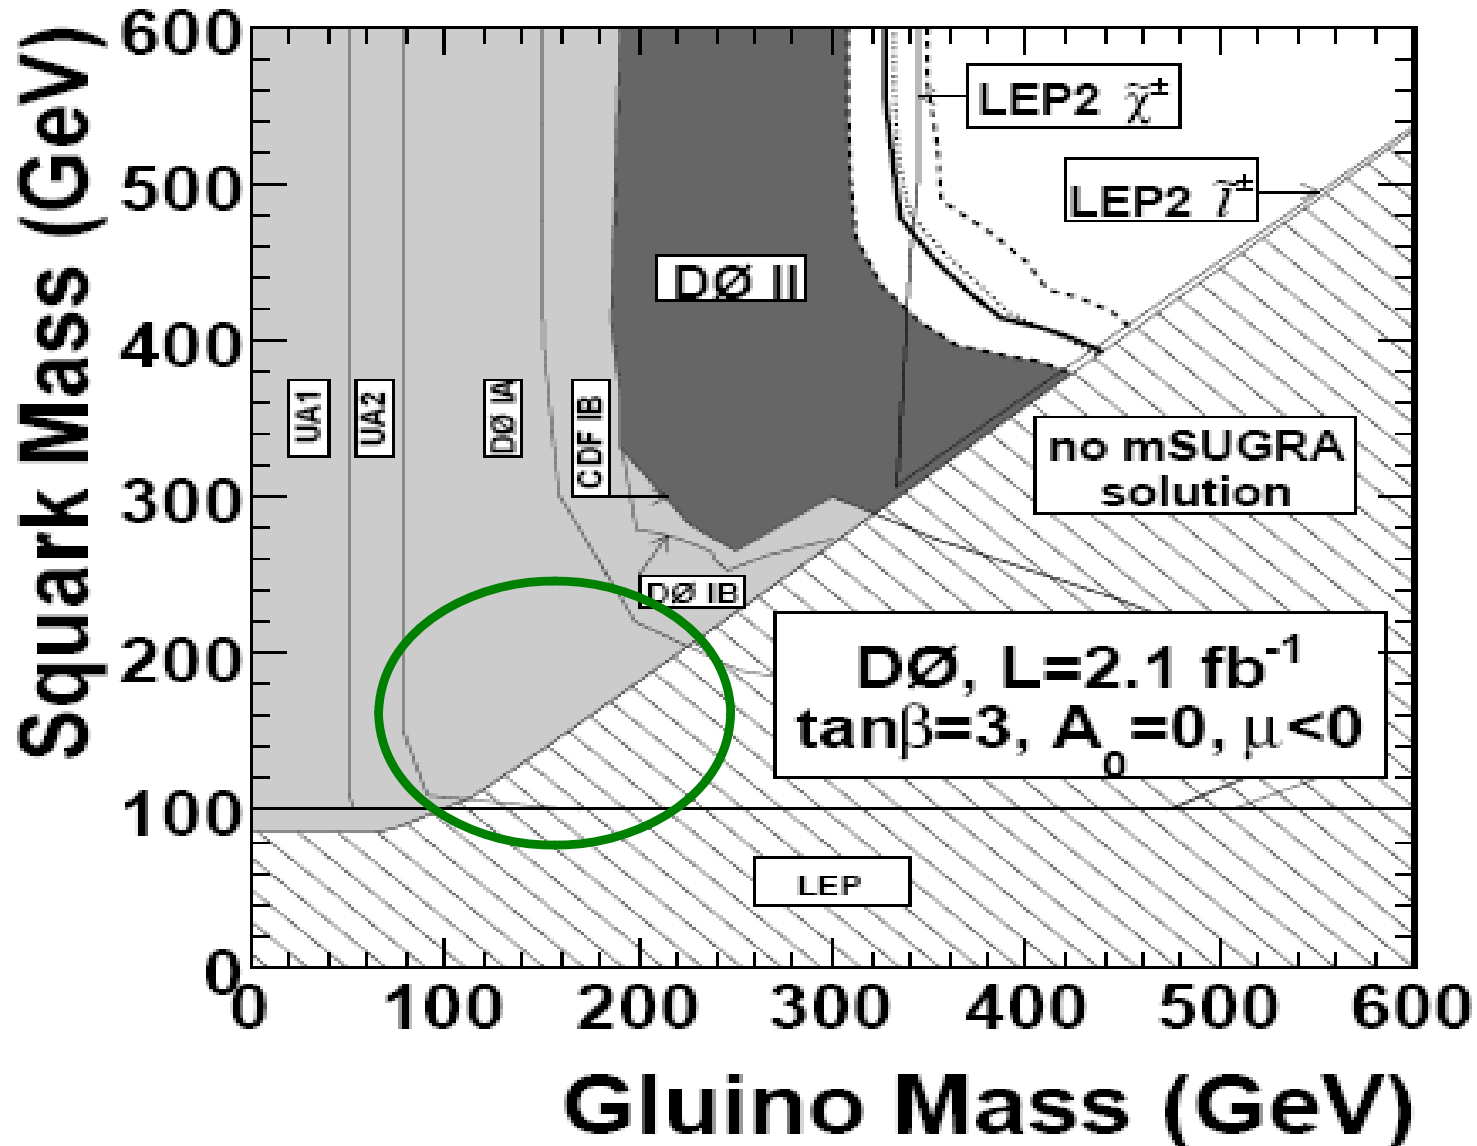 Squark Mass (GeV)
600
500
400
300
200
100
0
LEP2 χ̃±
LEP2 l̃±
DØ II
UA1
UA2
DØ IA
CDF IB
DØ IB
no mSUGRA
solution
DØ, L=2.1 fb-1
tanβ=3, A0=0, μ<0
LEP
0 100 200 300 400 500 600
Gluino Mass (GeV)